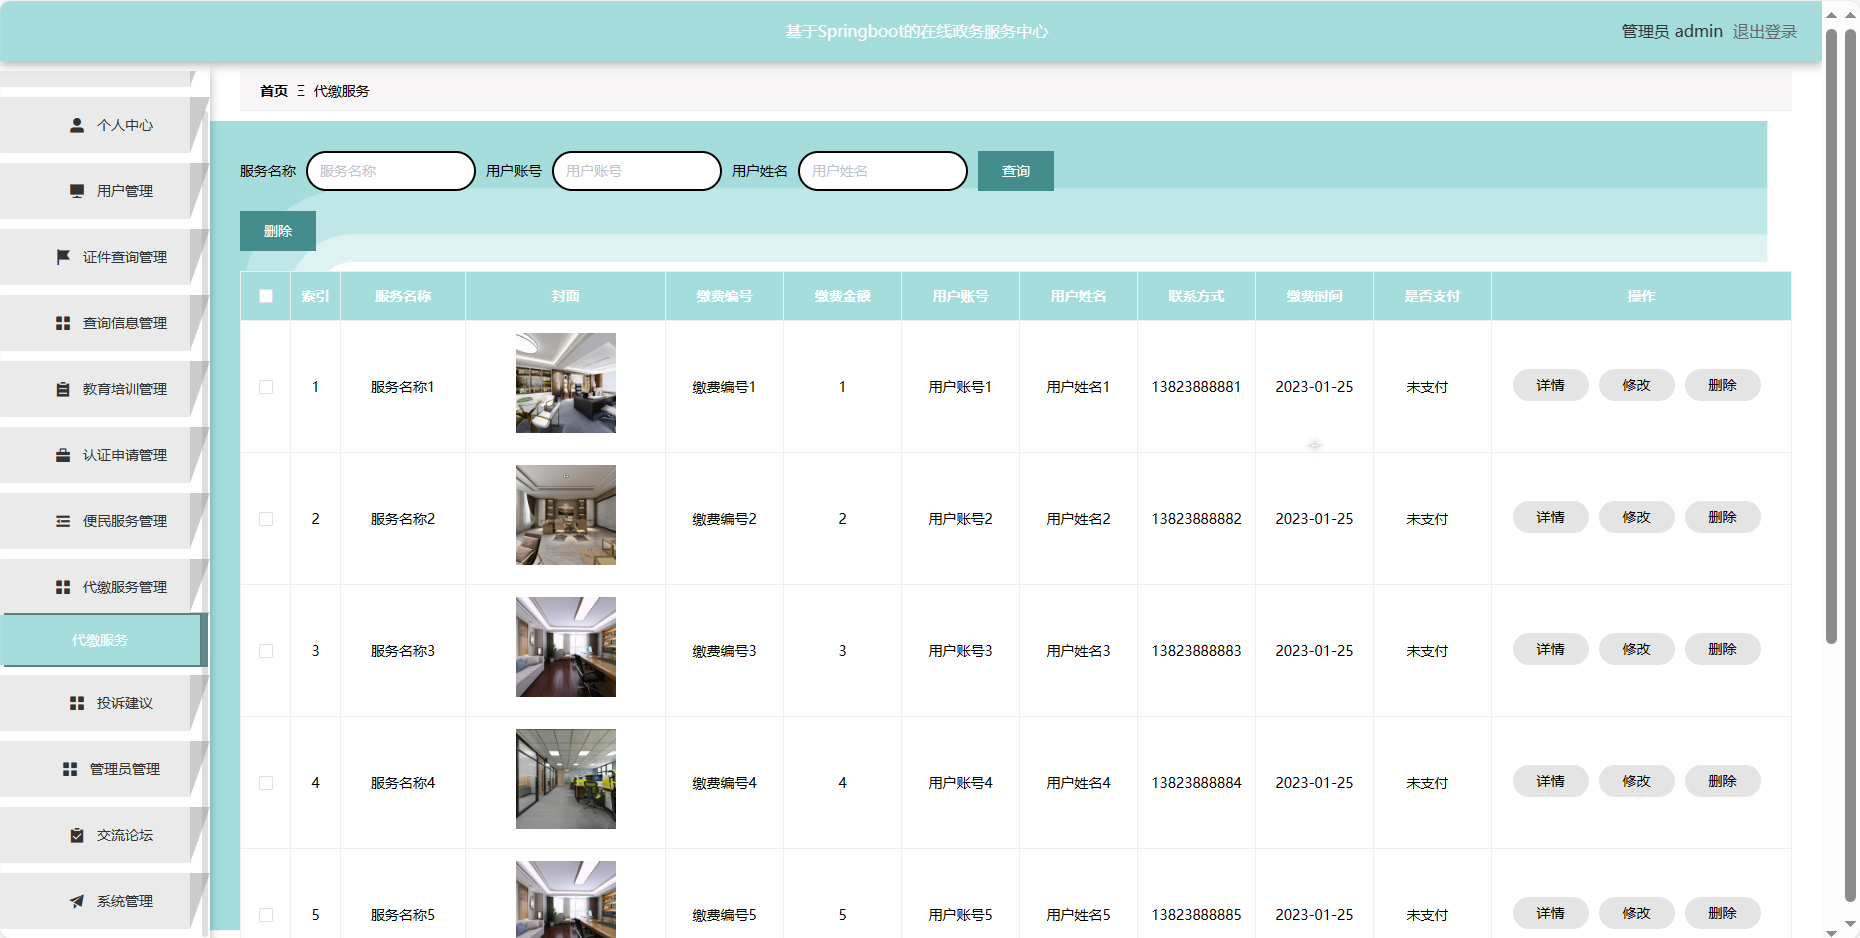 基于Springboot的在线政务服务中心
管理员 admin 退出登录
首页 Ξ 代缴服务
个人中心
用户管理
证件查询管理
查询信息管理
教育培训管理
认证申请管理
便民服务管理
代缴服务管理
代缴服务
投诉建议
管理员管理
交流论坛
系统管理
服务名称 服务名称 用户账号 用户账号 用户姓名 用户姓名 查询
删除
索引 服务名称 封面 缴费编号 缴费金额 用户账号 用户姓名 联系方式 缴费时间 是否支付 操作
1 服务名称1 缴费编号1 1 用户账号1 用户姓名1 13823888881 2023-01-25 未支付 详情 修改 删除
2 服务名称2 缴费编号2 2 用户账号2 用户姓名2 13823888882 2023-01-25 未支付 详情 修改 删除
3 服务名称3 缴费编号3 3 用户账号3 用户姓名3 13823888883 2023-01-25 未支付 详情 修改 删除
4 服务名称4 缴费编号4 4 用户账号4 用户姓名4 13823888884 2023-01-25 未支付 详情 修改 删除
5 服务名称5 缴费编号5 5 用户账号5 用户姓名5 13823888885 2023-01-25 未支付 详情 修改 删除